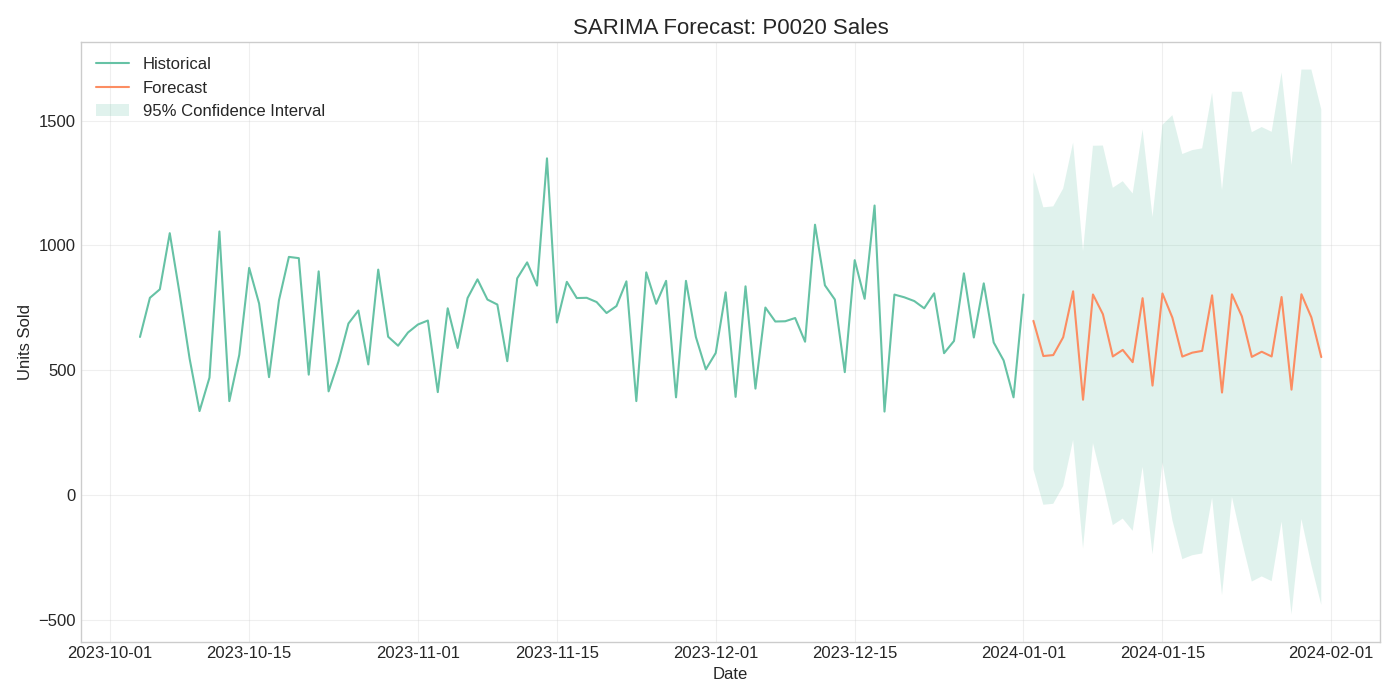 SARIMA Forecast: P0020 Sales
Historical
Forecast
95% Confidence Interval
Units Sold
1500
1000
500
0
−500
2023-10-01
2023-10-15
2023-11-01
2023-11-15
2023-12-01
2023-12-15
2024-01-01
2024-01-15
2024-02-01
Date